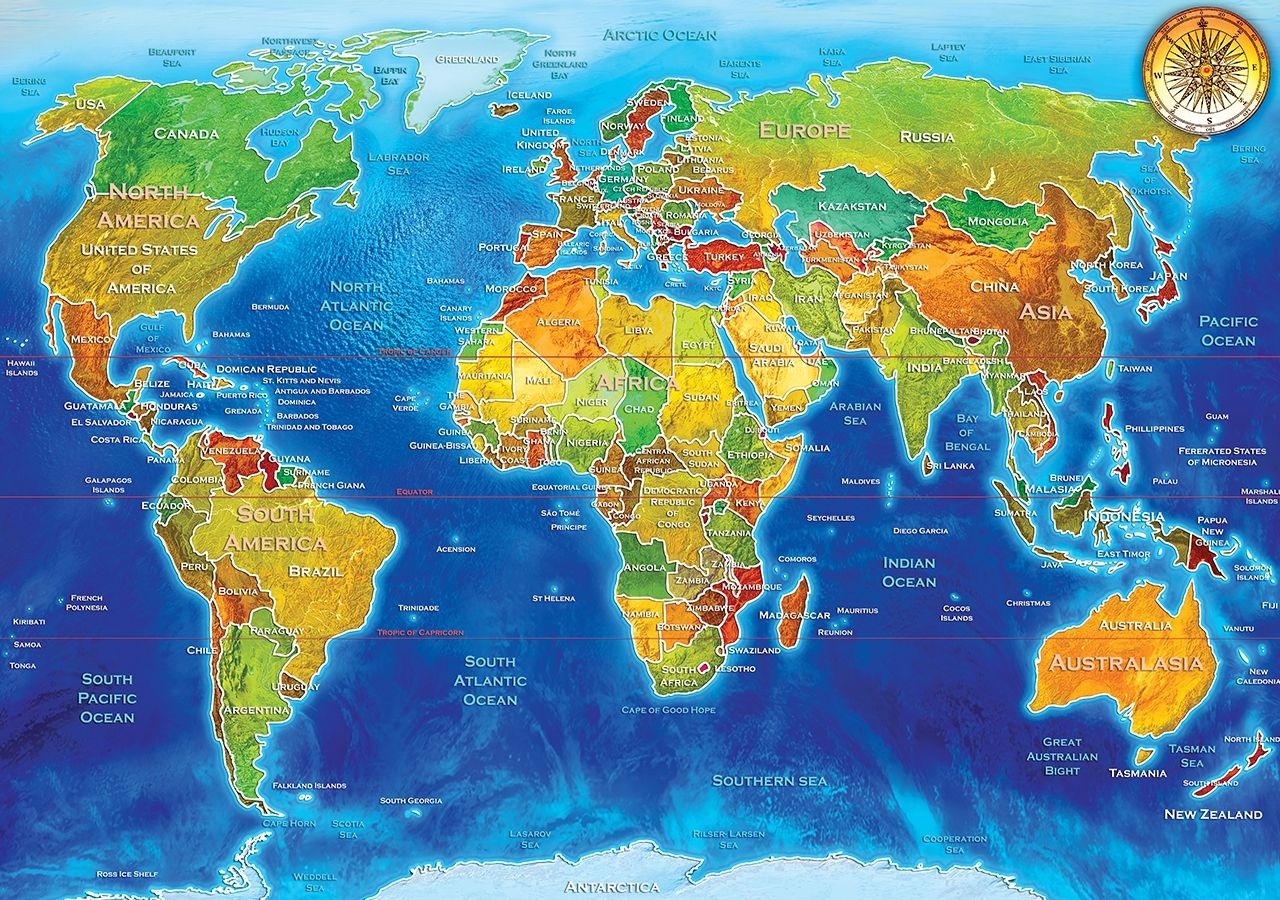 Arctic Ocean
Beaufort
Sea
Northwest
Passage
Baffin
Bay
Greenland
North
Greenland
Bay
Barents
Sea
Kara
Sea
Laptev
Sea
East Siberian
Sea
Bering
Sea
Bering
Sea
W
E
S
USA
Canada
Hudson
Bay
Labrador
Sea
Iceland
Faroe
Islands
United
Kingdom
Ireland
North
Sea
Norway
Sweden
Finland
Estonia
Latvia
Lithuania
Belarus
Denmark
Netherlands
Germany
Poland
Belgium
Czech Republic
France
Switzerland
Ukraine
Moldova
Romania
Bulgaria
Italy
Spain
Portugal
Balearic
Islands
Sardinia
Sicily
Greece
Crete
Turkey
Georgia
Europe
Russia
Sea
of
Okhotsk
Kazakstan
Uzbekistan
Kyrgyzstan
Turkmenistan
Tajikistan
Mongolia
China
Asia
North Korea
South Korea
Japan
North
America
United States
of
America
Mexico
Gulf
of
Mexico
Bermuda
Bahamas
North
Atlantic
Ocean
Bahamas
Canary
Islands
Western
Sahara
Morocco
Algeria
Tunisia
Libya
Egypt
KKTC
Syria
Iraq
Iran
Jordan
Kuwait
Afghanistan
Pakistan
Qatar
UAE
Saudi
Arabia
Oman
Yemen
India
Bhutan
Bangladesh
Myanmar
Laos
Thailand
Cambodia
Taiwan
Pacific
Ocean
Hawaii
Islands
Tropic of Cancer
Cuba
Domican Republic
Belize
Haiti
Jamaica
Puerto Rico
St. Kitts and Nevis
Antigua and Barbados
Dominica
Grenada
Barbados
Trinidad and Tobago
Guatamala
Honduras
El Salvador
Nicaragua
Costa Rica
Panama
Galapagos
Islands
Venezuela
Guyana
Suriname
French Giana
Colombia
Ecuador
South
America
Peru
Brazil
Bolivia
Paraguay
Chile
Uruguay
Argentina
Cape
Verde
Mauritania
Mali
Niger
Chad
Africa
Sudan
Eritrea
Djibouti
The
Gambia
Guinea
Guinea-Bissau
Liberia
Ivory
Coast
Suriname
Ghana
Benin
Togo
Nigeria
Central
African
Republic
South
Sudan
Ethiopia
Somalia
Guinea
Equatorial Guinea
Gabon
Congo
Democratic
Republic
of
Congo
Uganda
Kenya
Tanzania
São Tomé
Principe
Angola
Zambia
Zambia
Mozambique
Zimbabwe
Namibia
Botswana
Madagascar
Swaziland
Lesotho
South
Africa
Cape of Good Hope
Equator
Acension
St Helena
Trinidade
Tropic of Capricorn
Arabian
Sea
Bay
of
Bengal
Sri Lanka
Maldives
Seychelles
Diego Garcia
Comoros
Mauritius
Reunion
Indian
Ocean
Cocos
Islands
Christmas
Phillippines
Guam
Fererated States
of Micronesia
Palau
Marshall
Islands
Brunei
Malasia
Sumatra
Indonesia
Java
East Timor
Papua
New
Guinea
Solomon
Islands
Fiji
Vanutu
New
Caledonia
Australia
Australasia
Great
Australian
Bight
Tasmania
Tasman
Sea
North Island
South Island
New Zealand
French
Polynesia
Kiribati
Samoa
Tonga
South
Pacific
Ocean
South
Atlantic
Ocean
Southern sea
Falkland Islands
South Georgia
Cape Horn
Scotia
Sea
Lasarov
Sea
Rilser-Larsen
Sea
Cooperation
Sea
Ross Ice Shelf
Weddell
Sea
Antarctica